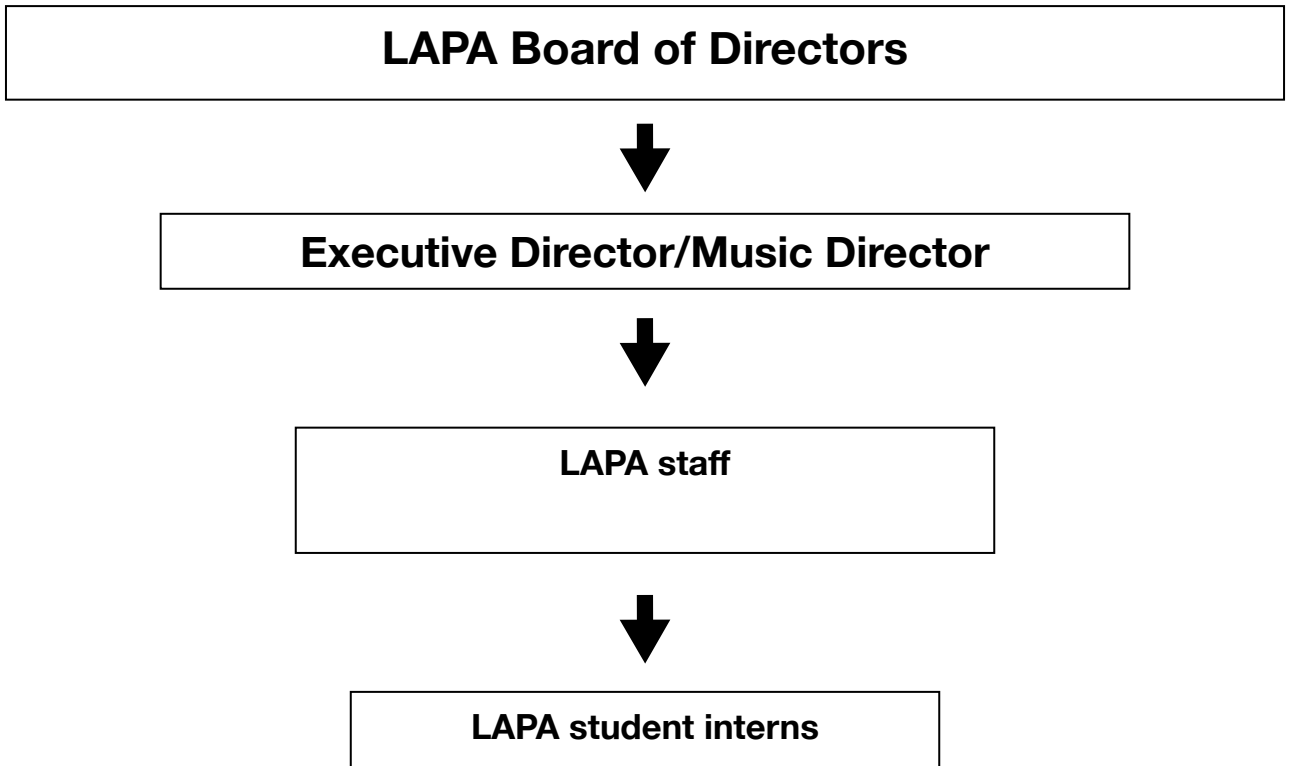 LAPA Board of Directors
Executive Director/Music Director
LAPA staff
LAPA student interns